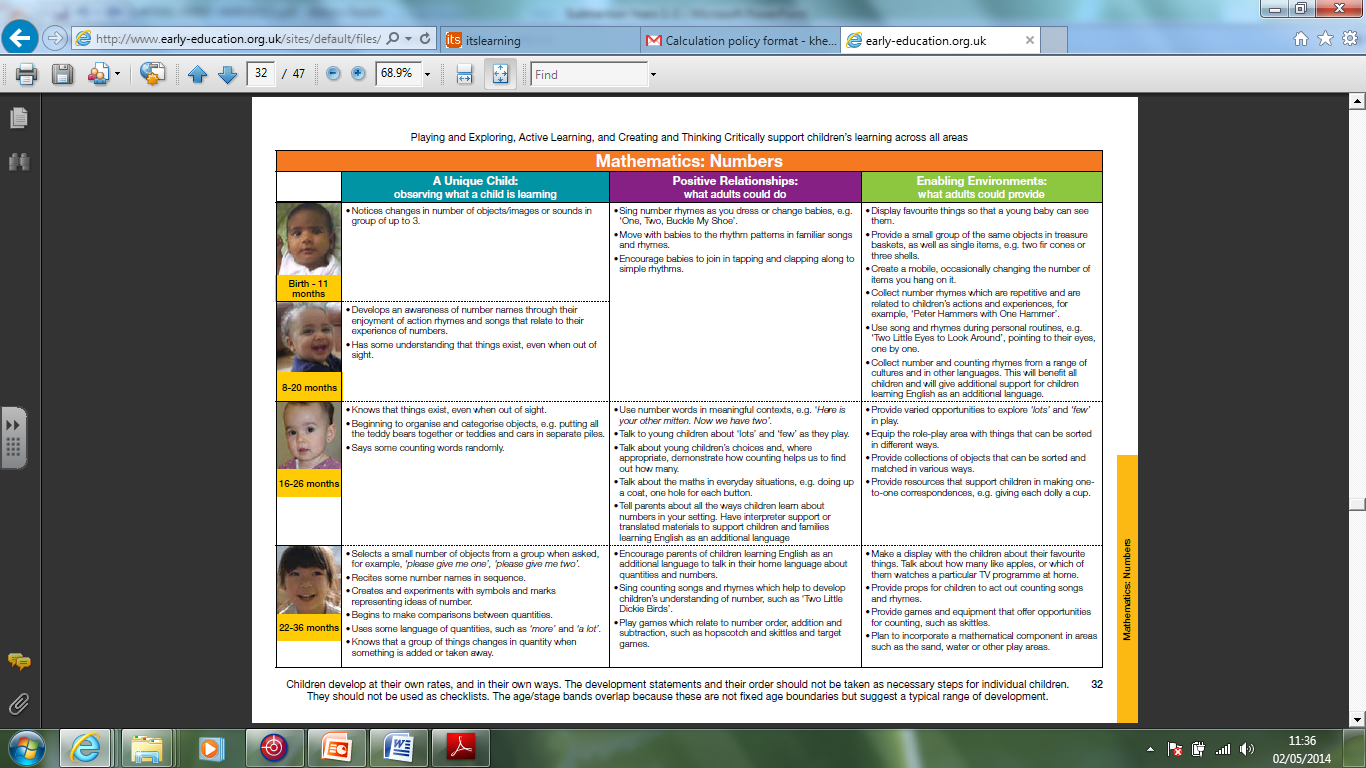 Subtraction Years 1-3 - Microsoft PowerPoint
http://www.early-education.org.uk/sites/default/files/
its itslearning
Calculation policy format - khe...
early-education.org.uk
32 / 47
68.9%
Find
Playing and Exploring, Active Learning, and Creating and Thinking Critically support children's learning across all areas
Mathematics: Numbers
A Unique Child:
observing what a child is learning
Positive Relationships:
what adults could do
Enabling Environments:
what adults could provide
Birth - 11
months
• Notices changes in number of objects/images or sounds in
group of up to 3.
8-20 months
• Develops an awareness of number names through their
enjoyment of action rhymes and songs that relate to their
experience of numbers.
• Has some understanding that things exist, even when out of
sight.
• Sing number rhymes as you dress or change babies, e.g.
'One, Two, Buckle My Shoe'.
• Move with babies to the rhythm patterns in familiar songs
and rhymes.
• Encourage babies to join in tapping and clapping along to
simple rhythms.
• Display favourite things so that a young baby can see
them.
• Provide a small group of the same objects in treasure
baskets, as well as single items, e.g. two fir cones or
three shells.
• Create a mobile, occasionally changing the number of
items you hang on it.
• Collect number rhymes which are repetitive and are
related to children's actions and experiences, for
example, 'Peter Hammers with One Hammer'.
• Use song and rhymes during personal routines, e.g.
'Two Little Eyes to Look Around', pointing to their eyes,
one by one.
• Collect number and counting rhymes from a range of
cultures and in other languages. This will benefit all
children and will give additional support for children
learning English as an additional language.
16-26 months
• Knows that things exist, even when out of sight.
• Beginning to organise and categorise objects, e.g. putting all
the teddy bears together or teddies and cars in separate piles.
• Says some counting words randomly.
• Use number words in meaningful contexts, e.g. 'Here is
your other mitten. Now we have two'.
• Talk to young children about 'lots' and 'few' as they play.
• Talk about young children's choices and, where
appropriate, demonstrate how counting helps us to find
out how many.
• Talk about the maths in everyday situations, e.g. doing up
a coat, one hole for each button.
• Tell parents about all the ways children learn about
numbers in your setting. Have interpreter support or
translated materials to support children and families
learning English as an additional language
• Provide varied opportunities to explore 'lots' and 'few'
in play.
• Equip the role-play area with things that can be sorted
in different ways.
• Provide collections of objects that can be sorted and
matched in various ways.
• Provide resources that support children in making one-
to-one correspondences, e.g. giving each dolly a cup.
22-36 months
• Selects a small number of objects from a group when asked,
for example, 'please give me one', 'please give me two'.
• Recites some number names in sequence.
• Creates and experiments with symbols and marks
representing ideas of number.
• Begins to make comparisons between quantities.
• Uses some language of quantities, such as 'more' and 'a lot'.
• Knows that a group of things changes in quantity when
something is added or taken away.
• Encourage parents of children learning English as an
additional language to talk in their home language about
quantities and numbers.
• Sing counting songs and rhymes which help to develop
children's understanding of number, such as 'Two Little
Dickie Birds'.
• Play games which relate to number order, addition and
subtraction, such as hopscotch and skittles and target
games.
• Make a display with the children about their favourite
things. Talk about how many like apples, or which of
them watches a particular TV programme at home.
• Provide props for children to act out counting songs
and rhymes.
• Provide games and equipment that offer opportunities
for counting, such as skittles.
• Plan to incorporate a mathematical component in areas
such as the sand, water or other play areas.
Mathematics: Numbers
Children develop at their own rates, and in their own ways. The development statements and their order should not be taken as necessary steps for individual children.
32
They should not be used as checklists. The age/stage bands overlap because these are not fixed age boundaries but suggest a typical range of development.
11:36
02/05/2014